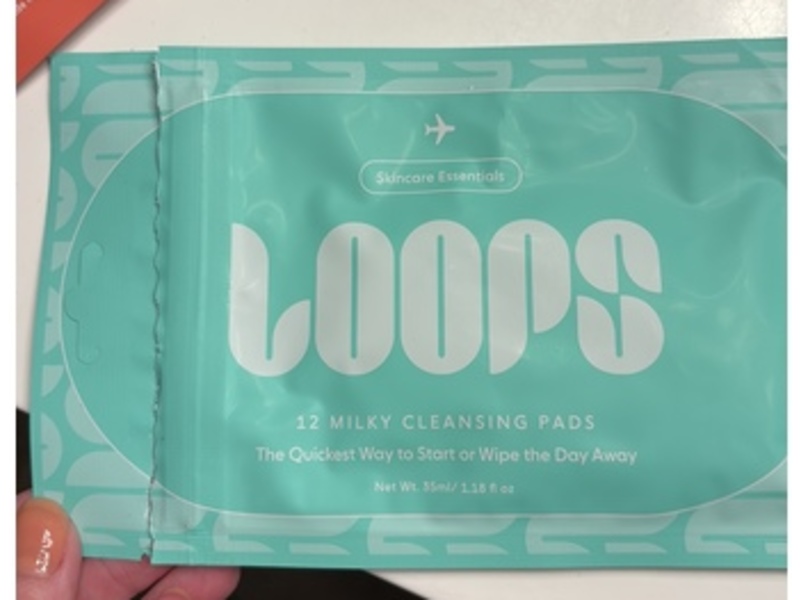 Skincare Essentials
LOOPS
12 MILKY CLEANSING PADS
The Quickest Way to Start or Wipe the Day Away
Net Wt. 35ml/ 1.18 fl oz